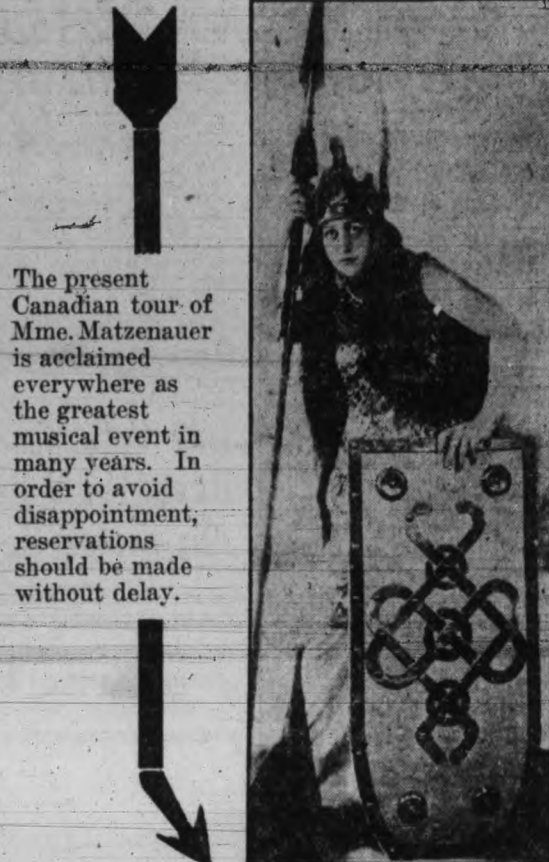 The present
Canadian tour of
Mme. Matzenauer
is acclaimed
everywhere as
the greatest
musical event in
many years. In
order to avoid
disappointment,
reservations
should be made
without delay.